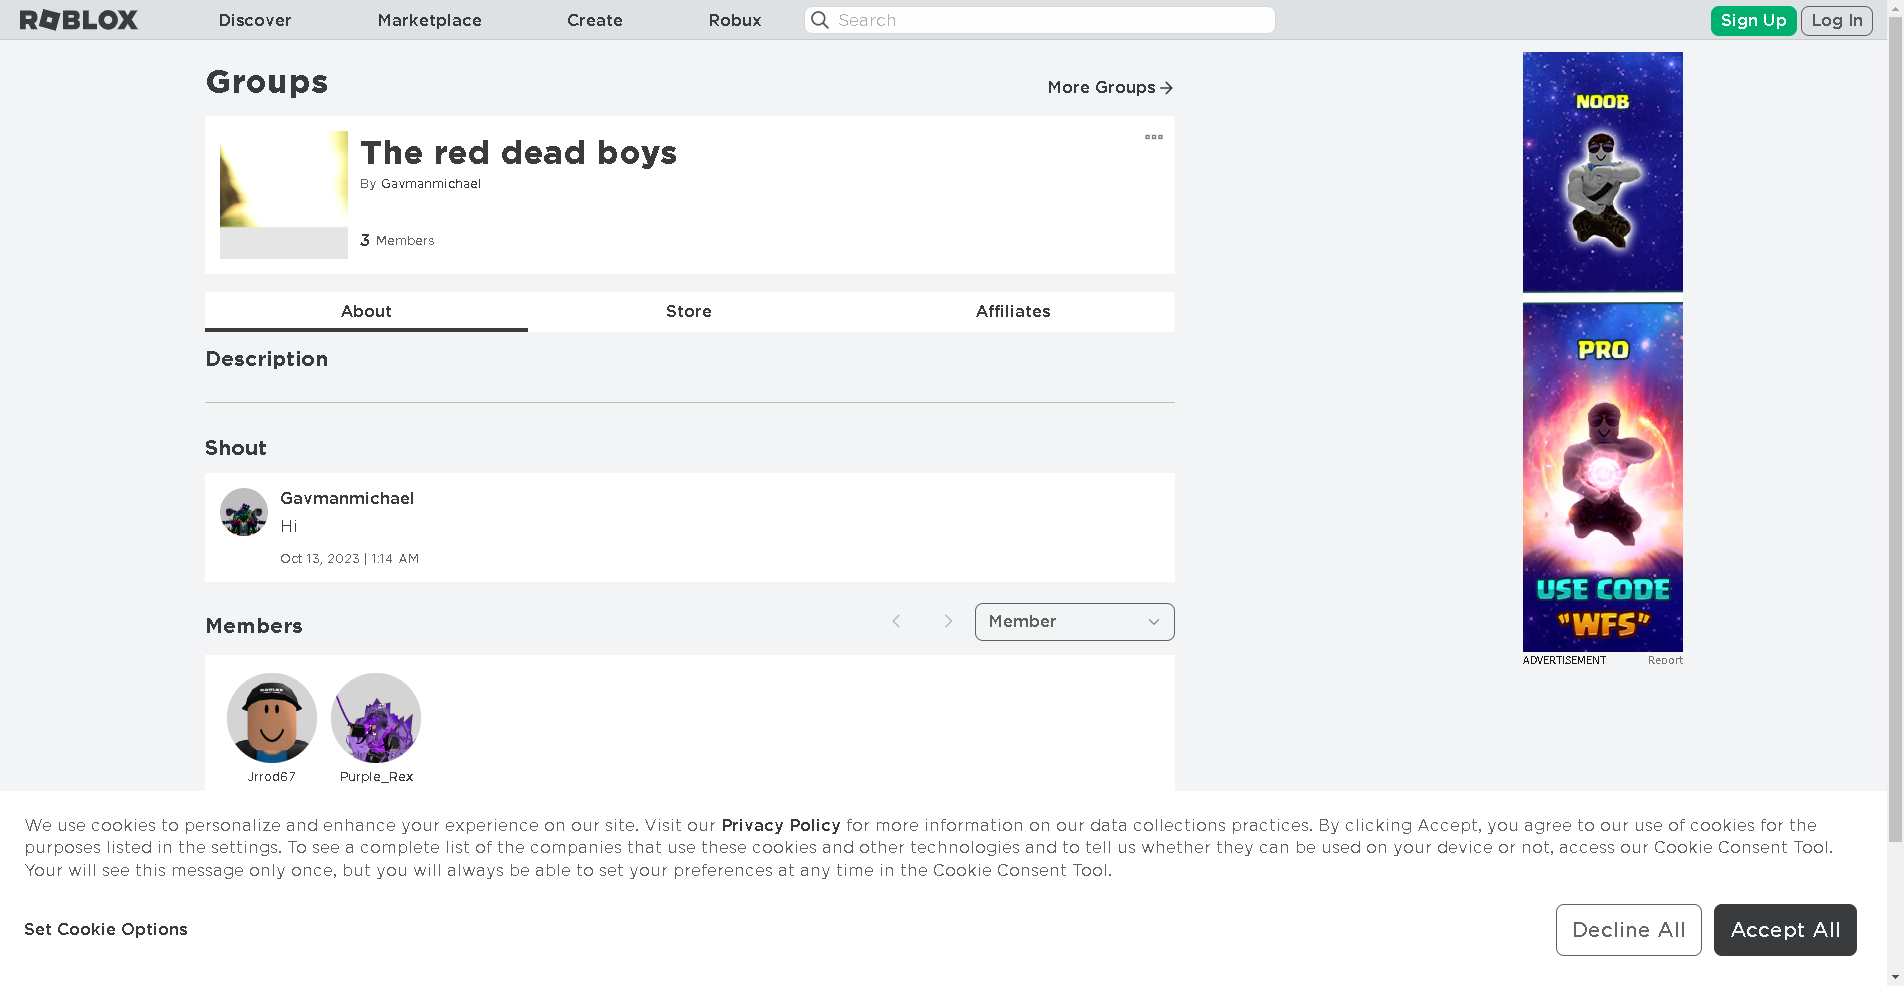 ROBLOX
Discover
Marketplace
Create
Robux
Search
Sign Up
Log In
Groups
More Groups
The red dead boys
By Gavmanmichael
3 Members
About
Store
Affiliates
Description
Shout
Gavmanmichael
Hi
Oct 13, 2023 | 1:14 AM
Members
Member
ROBLOX
Jrrod67
Purple_Rex
NOOB
PRO
USE CODE
"WFS"
ADVERTISEMENT
Report
We use cookies to personalize and enhance your experience on our site. Visit our Privacy Policy for more information on our data collections practices. By clicking Accept, you agree to our use of cookies for the
purposes listed in the settings. To see a complete list of the companies that use these cookies and other technologies and to tell us whether they can be used on your device or not, access our Cookie Consent Tool.
Your will see this message only once, but you will always be able to set your preferences at any time in the Cookie Consent Tool.
Set Cookie Options
Decline All
Accept All